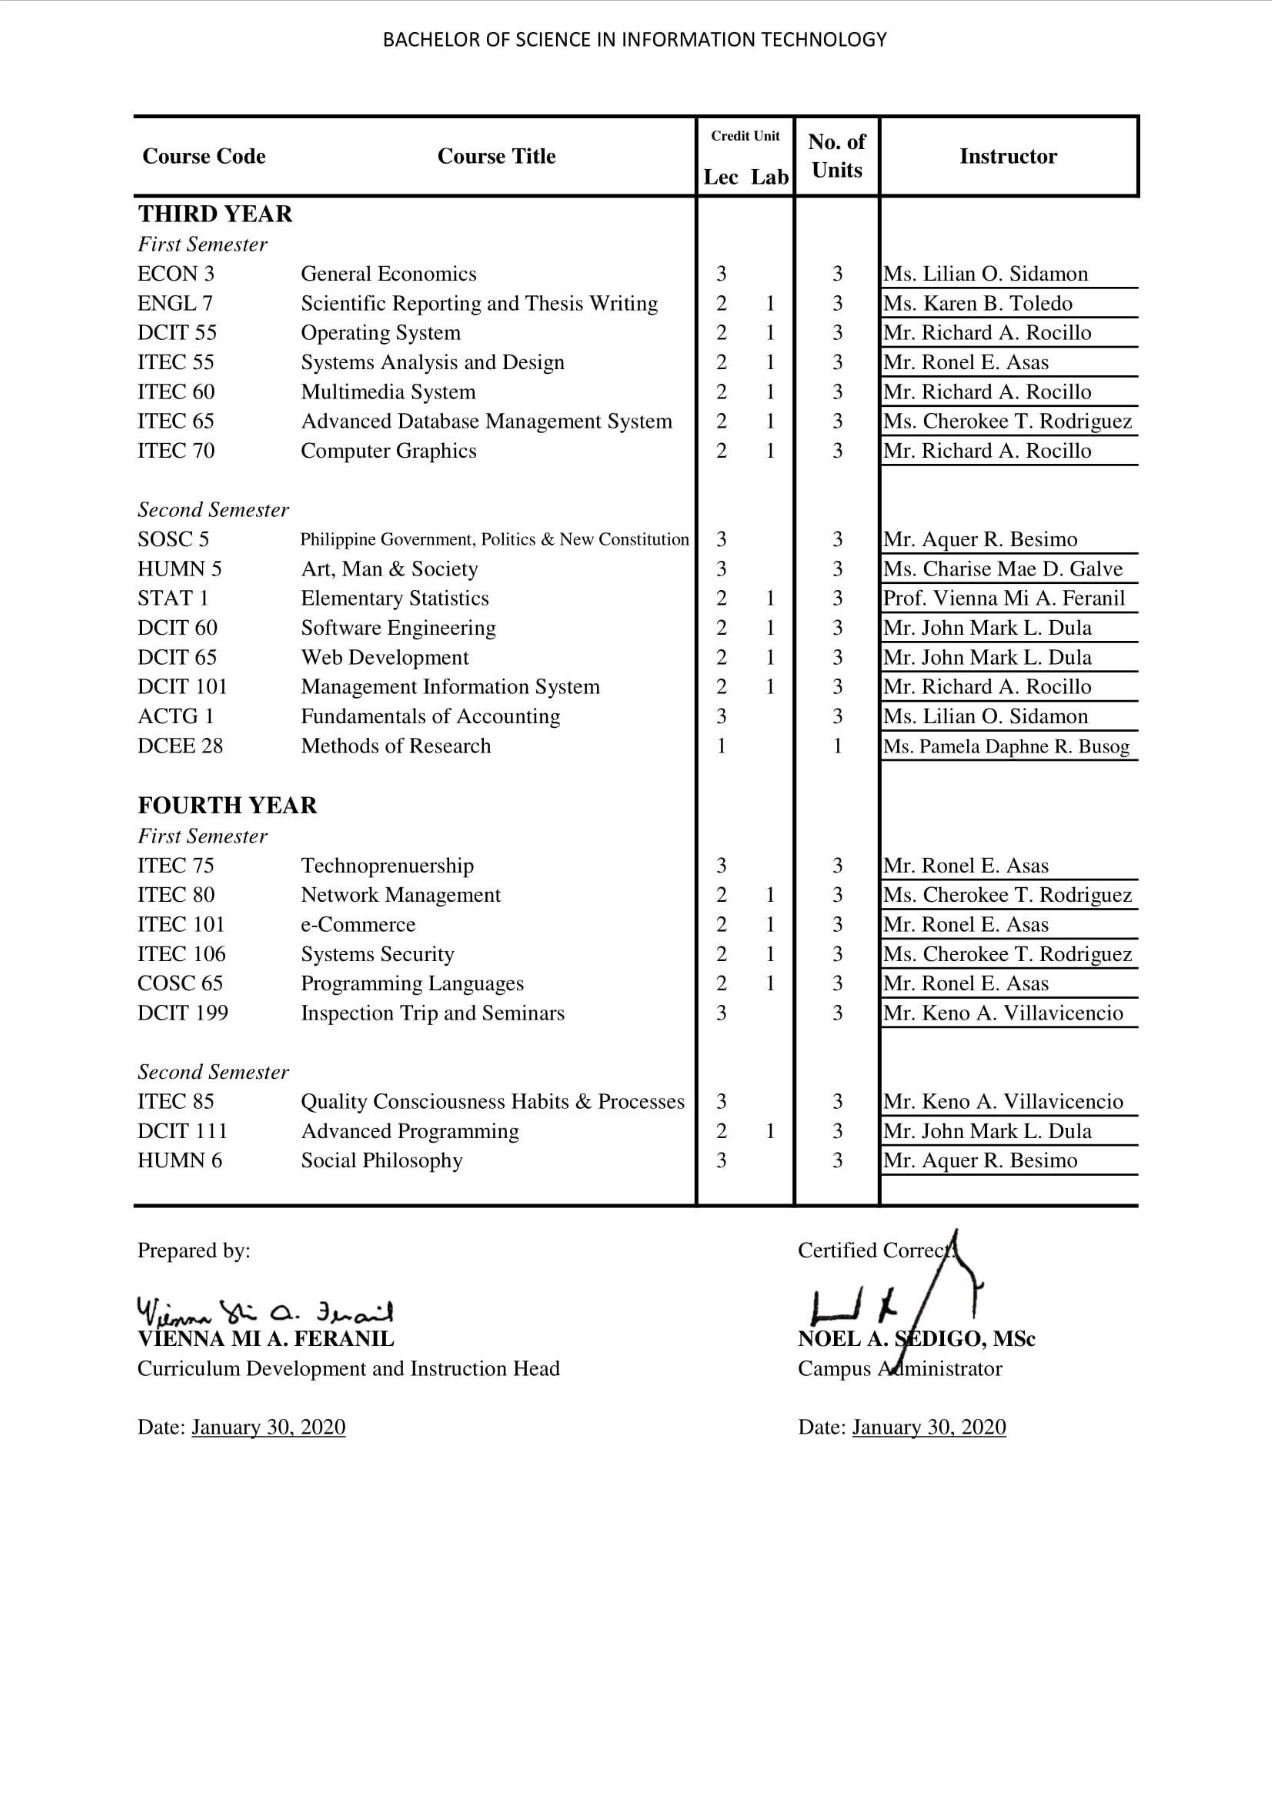 BACHELOR OF SCIENCE IN INFORMATION TECHNOLOGY
Course Code Course Title Credit Unit Lec Lab No. of Units Instructor
THIRD YEAR
First Semester
ECON 3 General Economics 3 3 Ms. Lilian O. Sidamon
ENGL 7 Scientific Reporting and Thesis Writing 2 1 3 Ms. Karen B. Toledo
DCIT 55 Operating System 2 1 3 Mr. Richard A. Rocillo
ITEC 55 Systems Analysis and Design 2 1 3 Mr. Ronel E. Asas
ITEC 60 Multimedia System 2 1 3 Mr. Richard A. Rocillo
ITEC 65 Advanced Database Management System 2 1 3 Ms. Cherokee T. Rodriguez
ITEC 70 Computer Graphics 2 1 3 Mr. Richard A. Rocillo
Second Semester
SOSC 5 Philippine Government, Politics & New Constitution 3 3 Mr. Aquer R. Besimo
HUMN 5 Art, Man & Society 3 3 Ms. Charise Mae D. Galve
STAT 1 Elementary Statistics 2 1 3 Prof. Vienna Mi A. Feranil
DCIT 60 Software Engineering 2 1 3 Mr. John Mark L. Dula
DCIT 65 Web Development 2 1 3 Mr. John Mark L. Dula
DCIT 101 Management Information System 2 1 3 Mr. Richard A. Rocillo
ACTG 1 Fundamentals of Accounting 3 3 Ms. Lilian O. Sidamon
DCEE 28 Methods of Research 1 1 Ms. Pamela Daphne R. Busog
FOURTH YEAR
First Semester
ITEC 75 Technoprenuership 3 3 Mr. Ronel E. Asas
ITEC 80 Network Management 2 1 3 Ms. Cherokee T. Rodriguez
ITEC 101 e-Commerce 2 1 3 Mr. Ronel E. Asas
ITEC 106 Systems Security 2 1 3 Ms. Cherokee T. Rodriguez
COSC 65 Programming Languages 2 1 3 Mr. Ronel E. Asas
DCIT 199 Inspection Trip and Seminars 3 3 Mr. Keno A. Villavicencio
Second Semester
ITEC 85 Quality Consciousness Habits & Processes 3 3 Mr. Keno A. Villavicencio
DCIT 111 Advanced Programming 2 1 3 Mr. John Mark L. Dula
HUMN 6 Social Philosophy 3 3 Mr. Aquer R. Besimo
Prepared by: Certified Correct:
Vienna Mi A. Feranil
VIENNA MI A. FERANIL NOEL A. SEDIGO, MSc
Curriculum Development and Instruction Head Campus Administrator
Date: January 30, 2020 Date: January 30, 2020